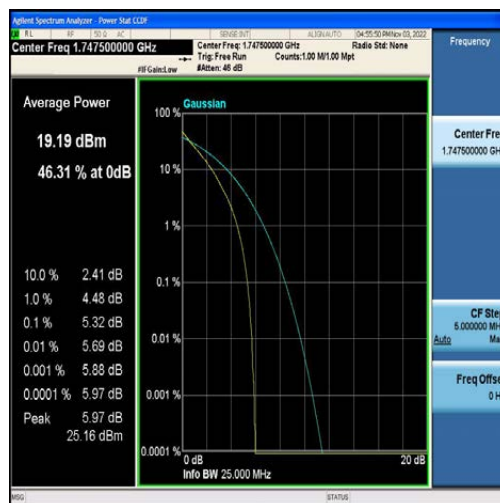 Agilent Spectrum Analyzer - Power Stat CCDF
RL RF 50 Ω AC SENSE:INT ALIGN AUTO 04:55:50 PM Nov 03, 2022
Center Freq 1.747500000 GHz
Center Freq: 1.747500000 GHz Radio Std: None
Trig: Free Run Counts:1.00 M/1.00 Mpt
#IFGain:Low #Atten: 46 dB
Frequency
Average Power
19.19 dBm
46.31 % at 0dB
10.0 % 2.41 dB
1.0 % 4.48 dB
0.1 % 5.32 dB
0.01 % 5.69 dB
0.001 % 5.88 dB
0.0001 % 5.97 dB
Peak 5.97 dB
25.16 dBm
Gaussian
100 %
10 %
1 %
0.1 %
0.01 %
0.001 %
0.0001 %
0 dB 20 dB
Info BW 25.000 MHz
Center Fre
1.747500000 GH
CF Ste
5.000000 MH
Auto Ma
Freq Offse
0 H
MSG STATUS